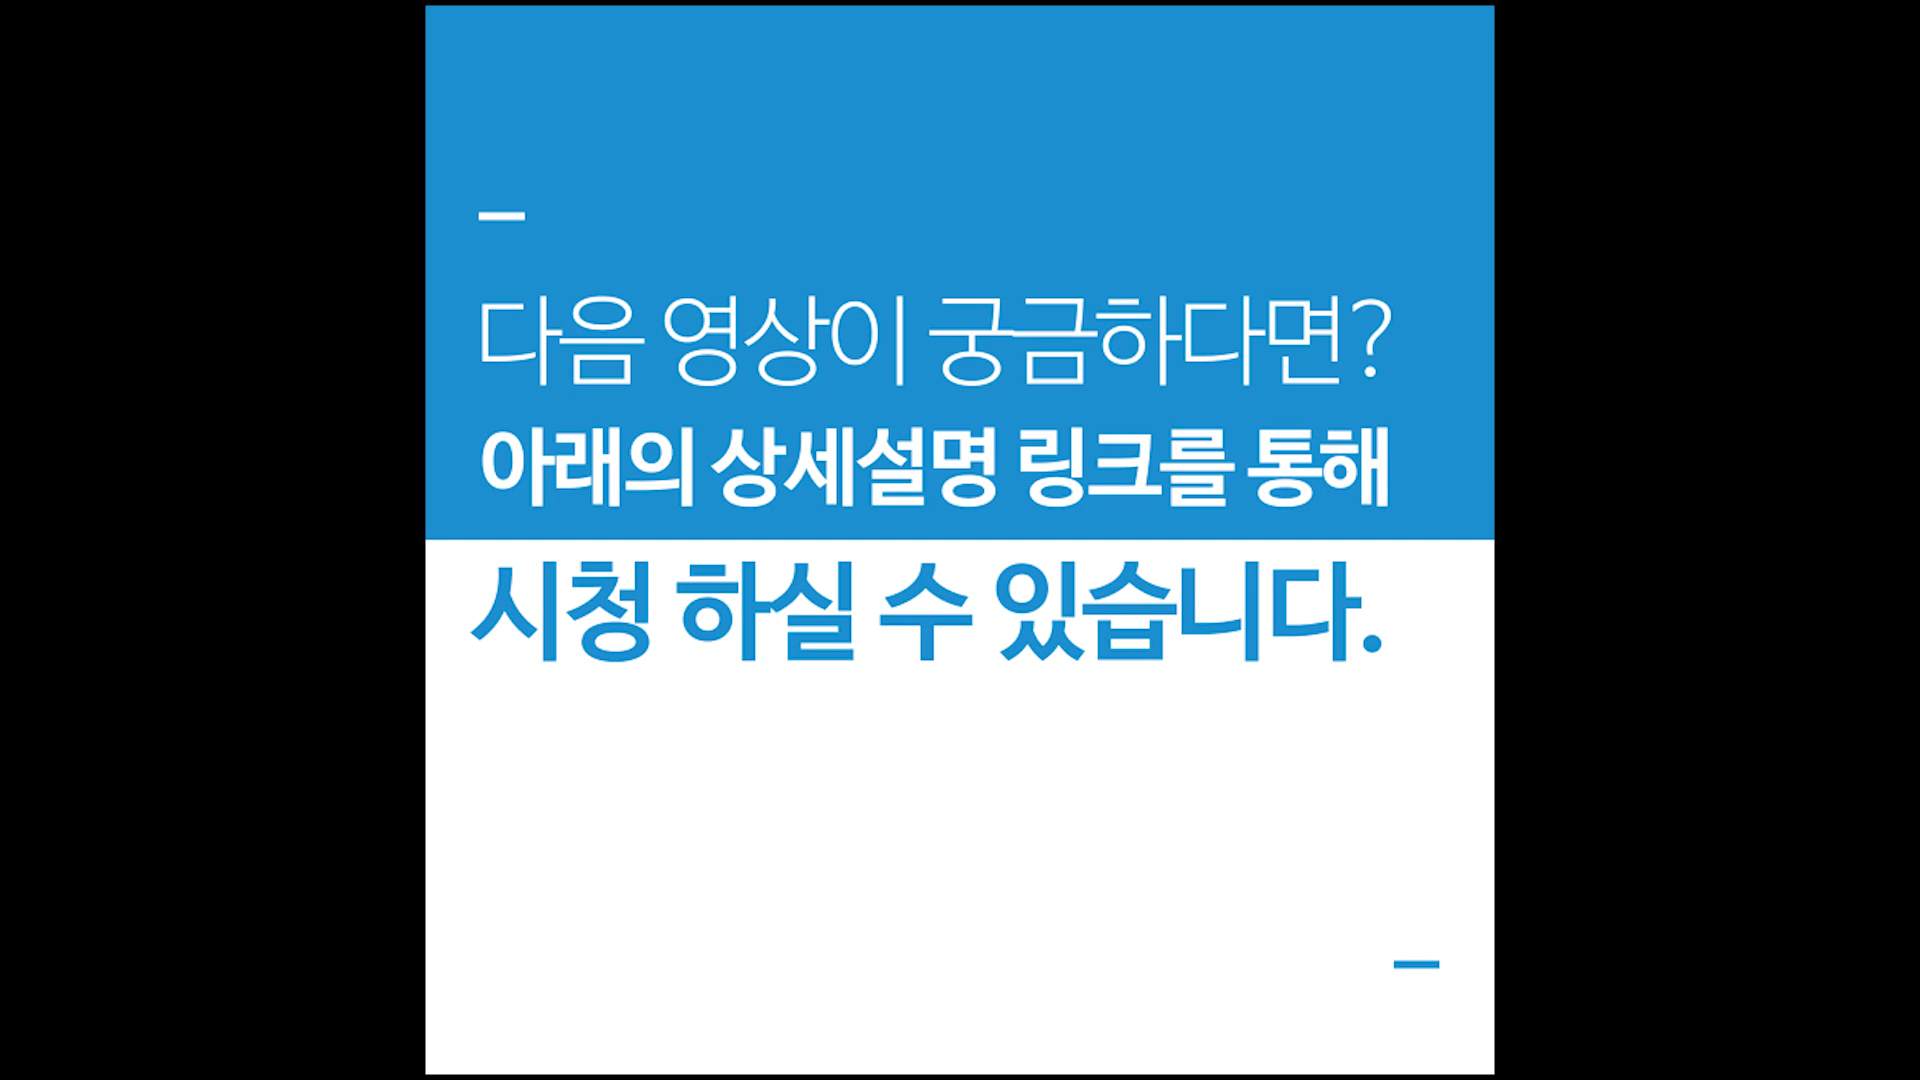 다음 영상이 궁금하다면?
아래의 상세설명 링크를 통해
시청 하실 수 있습니다.